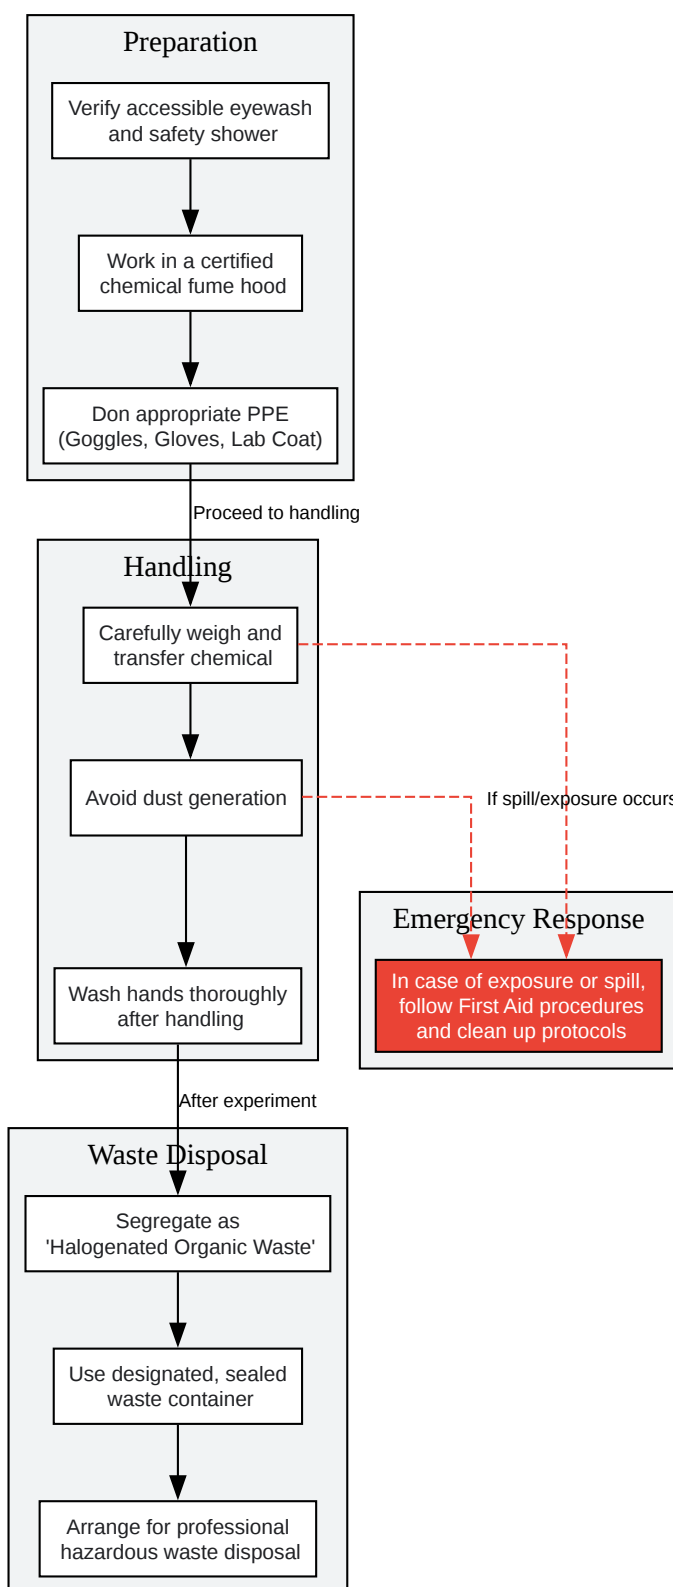 Preparation
Verify accessible eyewash
and safety shower
Work in a certified
chemical fume hood
Don appropriate PPE
(Goggles, Gloves, Lab Coat)
Proceed to handling
Handling
Carefully weigh and
transfer chemical
Avoid dust generation
If spill/exposure occurs
Emergency Response
In case of exposure or spill,
follow First Aid procedures
and clean up protocols
Wash hands thoroughly
after handling
After experiment
Waste Disposal
Segregate as
'Halogenated Organic Waste'
Use designated, sealed
waste container
Arrange for professional
hazardous waste disposal